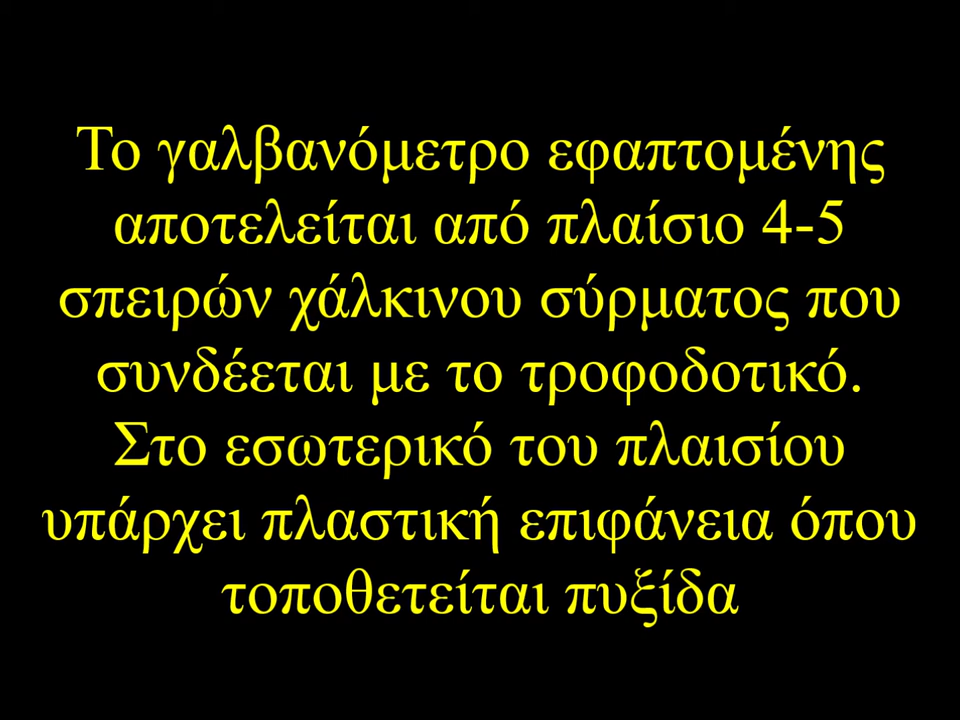 Το γαλβανόμετρο εφαπτομένης
αποτελείται από πλαίσιο 4-5
σπειρών χάλκινου σύρματος που
συνδέεται με το τροφοδοτικό.
Στο εσωτερικό του πλαισίου
υπάρχει πλαστική επιφάνεια όπου
τοποθετείται πυξίδα